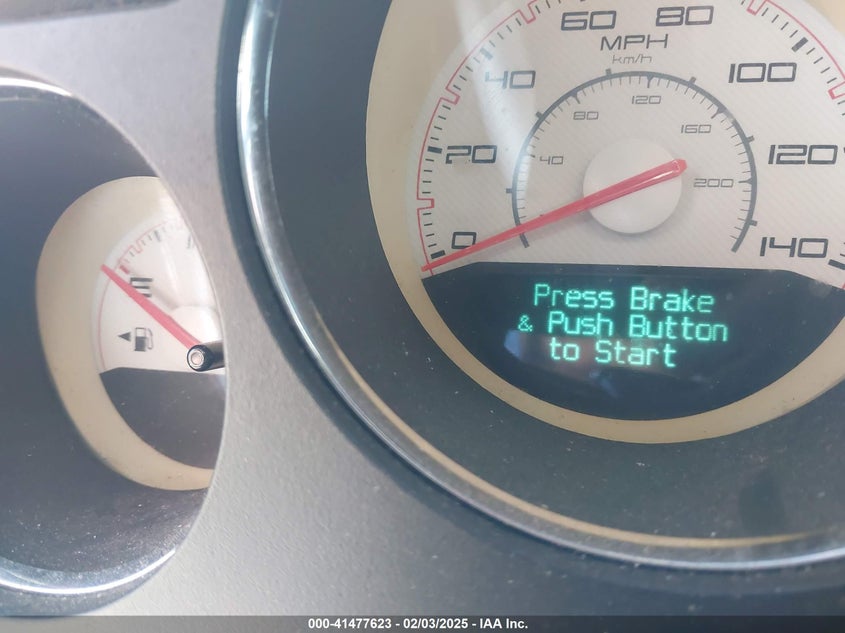 60 80
MPH
km/h
40 100
120
80 160
20 40 200 120
0 140
E
Press Brake
& Push Button
to Start
000-41477623 - 02/03/2025 - IAA Inc.